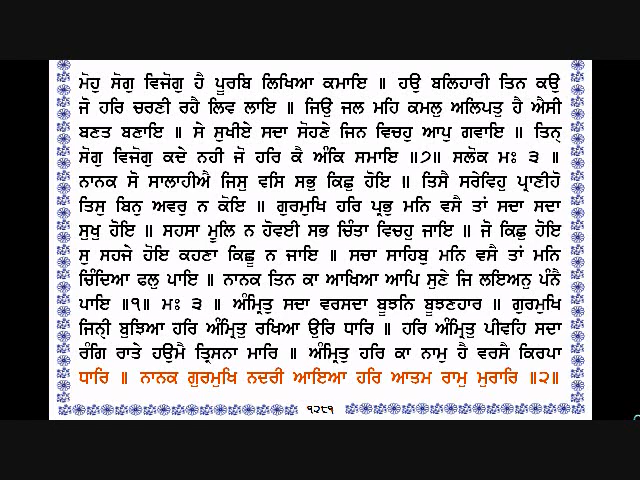 ਮੋਹੁ ਸੋਗੁ ਵਿਜੋਗੁ ਹੈ ਪੂਰਬਿ ਲਿਖਿਆ ਕਮਾਇ ॥ ਹਉ ਬਲਿਹਾਰੀ ਤਿਨ ਕਉ
ਜੋ ਹਰਿ ਚਰਣੀ ਰਹੈ ਲਿਵ ਲਾਇ ॥ ਜਿਉ ਜਲ ਮਹਿ ਕਮਲੁ ਅਲਿਪਤੁ ਹੈ ਐਸੀ
ਬਣਤ ਬਣਾਇ ॥ ਸੇ ਸੁਖੀਏ ਸਦਾ ਸੋਹਣੇ ਜਿਨ ਵਿਚਹੁ ਆਪੁ ਗਵਾਇ ॥ ਤਿਨ੍
ਸੋਗੁ ਵਿਜੋਗੁ ਕਦੇ ਨਹੀ ਜੋ ਹਰਿ ਕੈ ਅੰਕਿ ਸਮਾਇ ॥੭॥ ਸਲੋਕ ਮਃ ੩ ॥
ਨਾਨਕ ਸੋ ਸਾਲਾਹੀਐ ਜਿਸੁ ਵਸਿ ਸਭੁ ਕਿਛੁ ਹੋਇ ॥ ਤਿਸੈ ਸਰੇਵਿਹੁ ਪ੍ਰਾਣੀਹੋ
ਤਿਸੁ ਬਿਨੁ ਅਵਰੁ ਨ ਕੋਇ ॥ ਗੁਰਮੁਖਿ ਹਰਿ ਪ੍ਰਭੁ ਮਨਿ ਵਸੈ ਤਾਂ ਸਦਾ ਸਦਾ
ਸੁਖੁ ਹੋਇ ॥ ਸਹਸਾ ਮੂਲਿ ਨ ਹੋਵਈ ਸਭ ਚਿੰਤਾ ਵਿਚਹੁ ਜਾਇ ॥ ਜੋ ਕਿਛੁ ਹੋਇ
ਸੁ ਸਹਜੇ ਹੋਇ ਕਹਣਾ ਕਿਛੂ ਨ ਜਾਇ ॥ ਸਚਾ ਸਾਹਿਬੁ ਮਨਿ ਵਸੈ ਤਾਂ ਮਨਿ
ਚਿੰਦਿਆ ਫਲੁ ਪਾਇ ॥ ਨਾਨਕ ਤਿਨ ਕਾ ਆਖਿਆ ਆਪਿ ਸੁਣੇ ਜਿ ਲਇਅਨੁ ਪੰਨੈ
ਪਾਇ ॥੧॥ ਮਃ ੩ ॥ ਅੰਮ੍ਰਿਤੁ ਸਦਾ ਵਰਸਦਾ ਬੂਝਨਿ ਬੂਝਣਹਾਰ ॥ ਗੁਰਮੁਖਿ
ਜਿਨੀ੍ ਬੁਝਿਆ ਹਰਿ ਅੰਮ੍ਰਿਤੁ ਰਖਿਆ ਉਰਿ ਧਾਰਿ ॥ ਹਰਿ ਅੰਮ੍ਰਿਤੁ ਪੀਵਹਿ ਸਦਾ
ਰੰਗਿ ਰਾਤੇ ਹਉਮੈ ਤ੍ਰਿਸਨਾ ਮਾਰਿ ॥ ਅੰਮ੍ਰਿਤੁ ਹਰਿ ਕਾ ਨਾਮੁ ਹੈ ਵਰਸੈ ਕਿਰਪਾ
ਧਾਰਿ ॥ ਨਾਨਕ ਗੁਰਮੁਖਿ ਨਦਰੀ ਆਇਆ ਹਰਿ ਆਤਮ ਰਾਮੁ ਮੁਰਾਰਿ ॥੨॥
੧੨੮੧